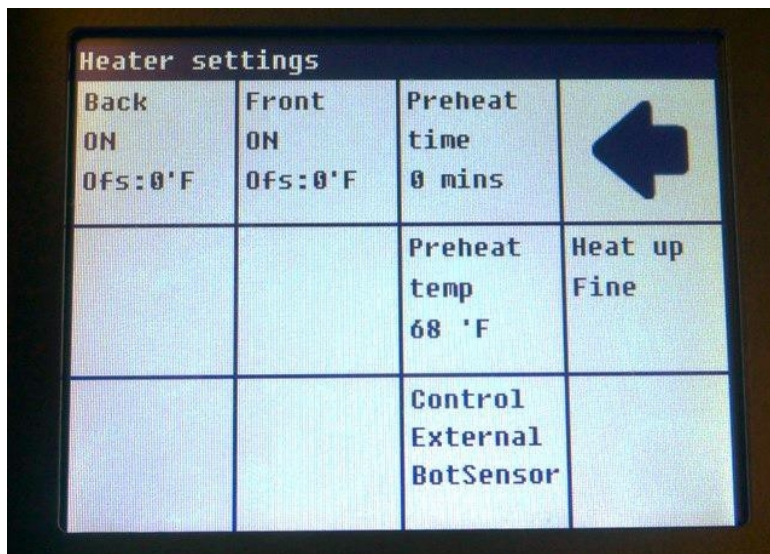 Heater settings
Back
ON
Ofs:0'F
Front
ON
Ofs:0'F
Preheat
time
0 mins
Preheat
temp
68 'F
Heat up
Fine
Control
External
BotSensor